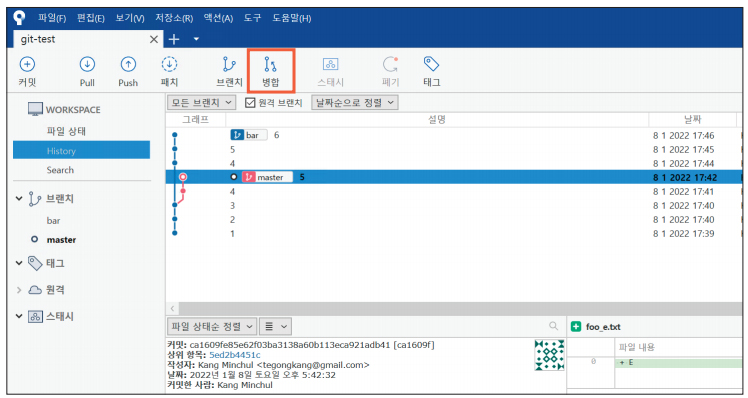 파일(F) 편집(E) 보기(V) 저장소(R) 액션(A) 도구 도움말(H)
git-test
커밋 Pull Push 패치 브랜치 병합 스태시 폐기 태그
WORKSPACE
파일 상태
History
Search
브랜치
bar
master
태그
원격
스태시
모든 브랜치 원격 브랜치 날짜순으로 정렬
그래프 설명 날짜
bar 6 8 1 2022 17:46
5 8 1 2022 17:45
4 8 1 2022 17:44
master 5 8 1 2022 17:42
4 8 1 2022 17:41
3 8 1 2022 17:40
2 8 1 2022 17:40
1 8 1 2022 17:39
파일 상태순 정렬
커밋: ca1609fe85e62f03ba3138a60b113eca921adb41 [ca1609f]
상위 항목: 5ed2b4451c
작성자: Kang Minchul <tegongkang@gmail.com>
날짜: 2022년 1월 8일 토요일 오후 5:42:32
커밋한 사람: Kang Minchul
foo_e.txt
파일 내용
0 + E